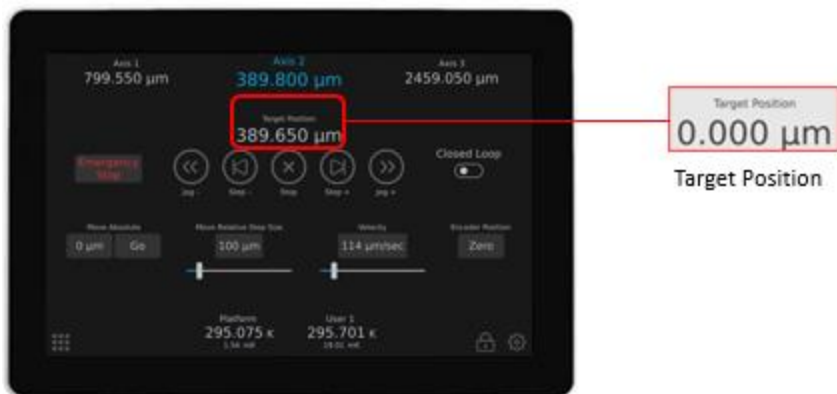 Axis 1 Axis 2 Axis 3
799.550 µm 389.800 µm 2459.050 µm
Target Position
389.650 µm
Target Position
0.000 µm
Target Position
Emergency
Stop
Closed Loop
Jog - Step - Stop Step + Jog +
Move Absolute Move Relative Step Size Velocity Encoder Position
0 µm Go 100 µm 114 µm/sec Zero
Platform User 1
295.075 K 295.701 K